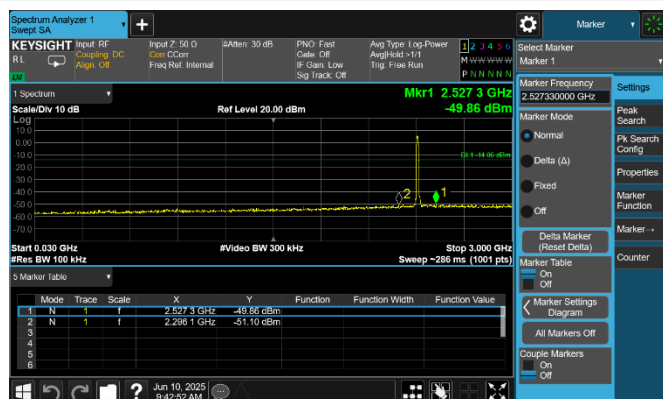 Spectrum Analyzer 1
Swept SA
+
Marker
KEYSIGHT
Input: RF
Input Z: 50 Ω
#Atten: 30 dB
PNO: Fast
Avg Type: Log-Power
1 2 3 4 5 6
RL
Coupling: DC
Corr CCorr
Gate: Off
Avg|Hold:>1/1
M W W W W W
Align: Off
Freq Ref: Internal
IF Gain: Low
Trig: Free Run
Sig Track: Off
P N N N N N
LXI
Select Marker
Marker 1
1 Spectrum
Mkr1 2.527 3 GHz
Scale/Div 10 dB
Ref Level 20.00 dBm
-49.86 dBm
Log
10.0
0.00
-10.0
DL1 -14.06 dBm
-20.0
-30.0
-40.0
-50.0
-60.0
-70.0
2
1
Start 0.030 GHz
#Video BW 300 kHz
Stop 3.000 GHz
#Res BW 100 kHz
Sweep ~286 ms (1001 pts)
5 Marker Table
Mode Trace Scale X Y Function Function Width Function Value
1 N 1 f 2.527 3 GHz -49.86 dBm
2 N 1 f 2.296 1 GHz -51.10 dBm
3
4
5
6
Jun 10, 2025
9:42:52 AM
Marker Frequency
2.527330000 GHz
Marker Mode
Normal
Delta (Δ)
Fixed
Off
Delta Marker
(Reset Delta)
Marker Table
On
Off
Marker Settings
Diagram
All Markers Off
Couple Markers
On
Off
Settings
Peak
Search
Pk Search
Config
Properties
Marker
Function
Marker→
Counter